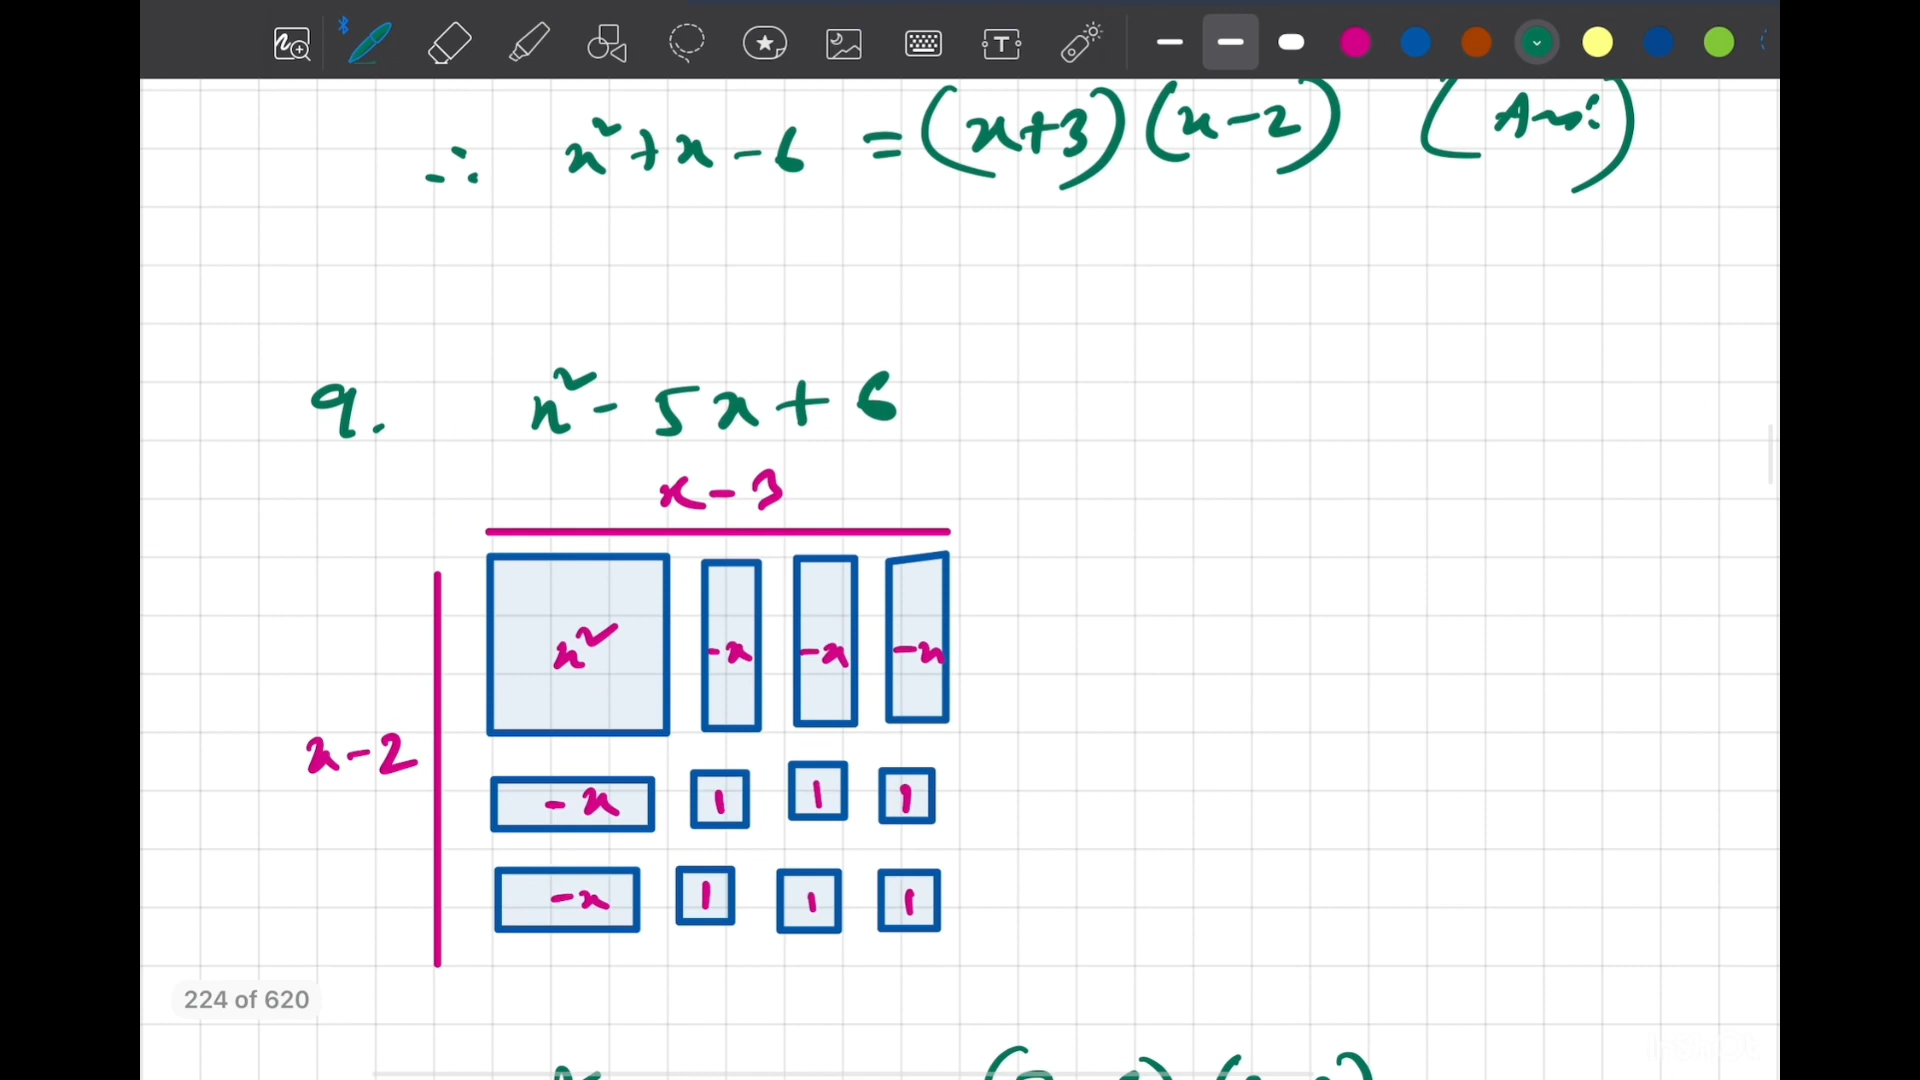 ∴ x²+x-6 = (x+3)(x-2) (Ans:)
9. x²- 5x+6
x-3
x² -x -x -x
x-2
-x 1 1 1
-x 1 1 1
224 of 620